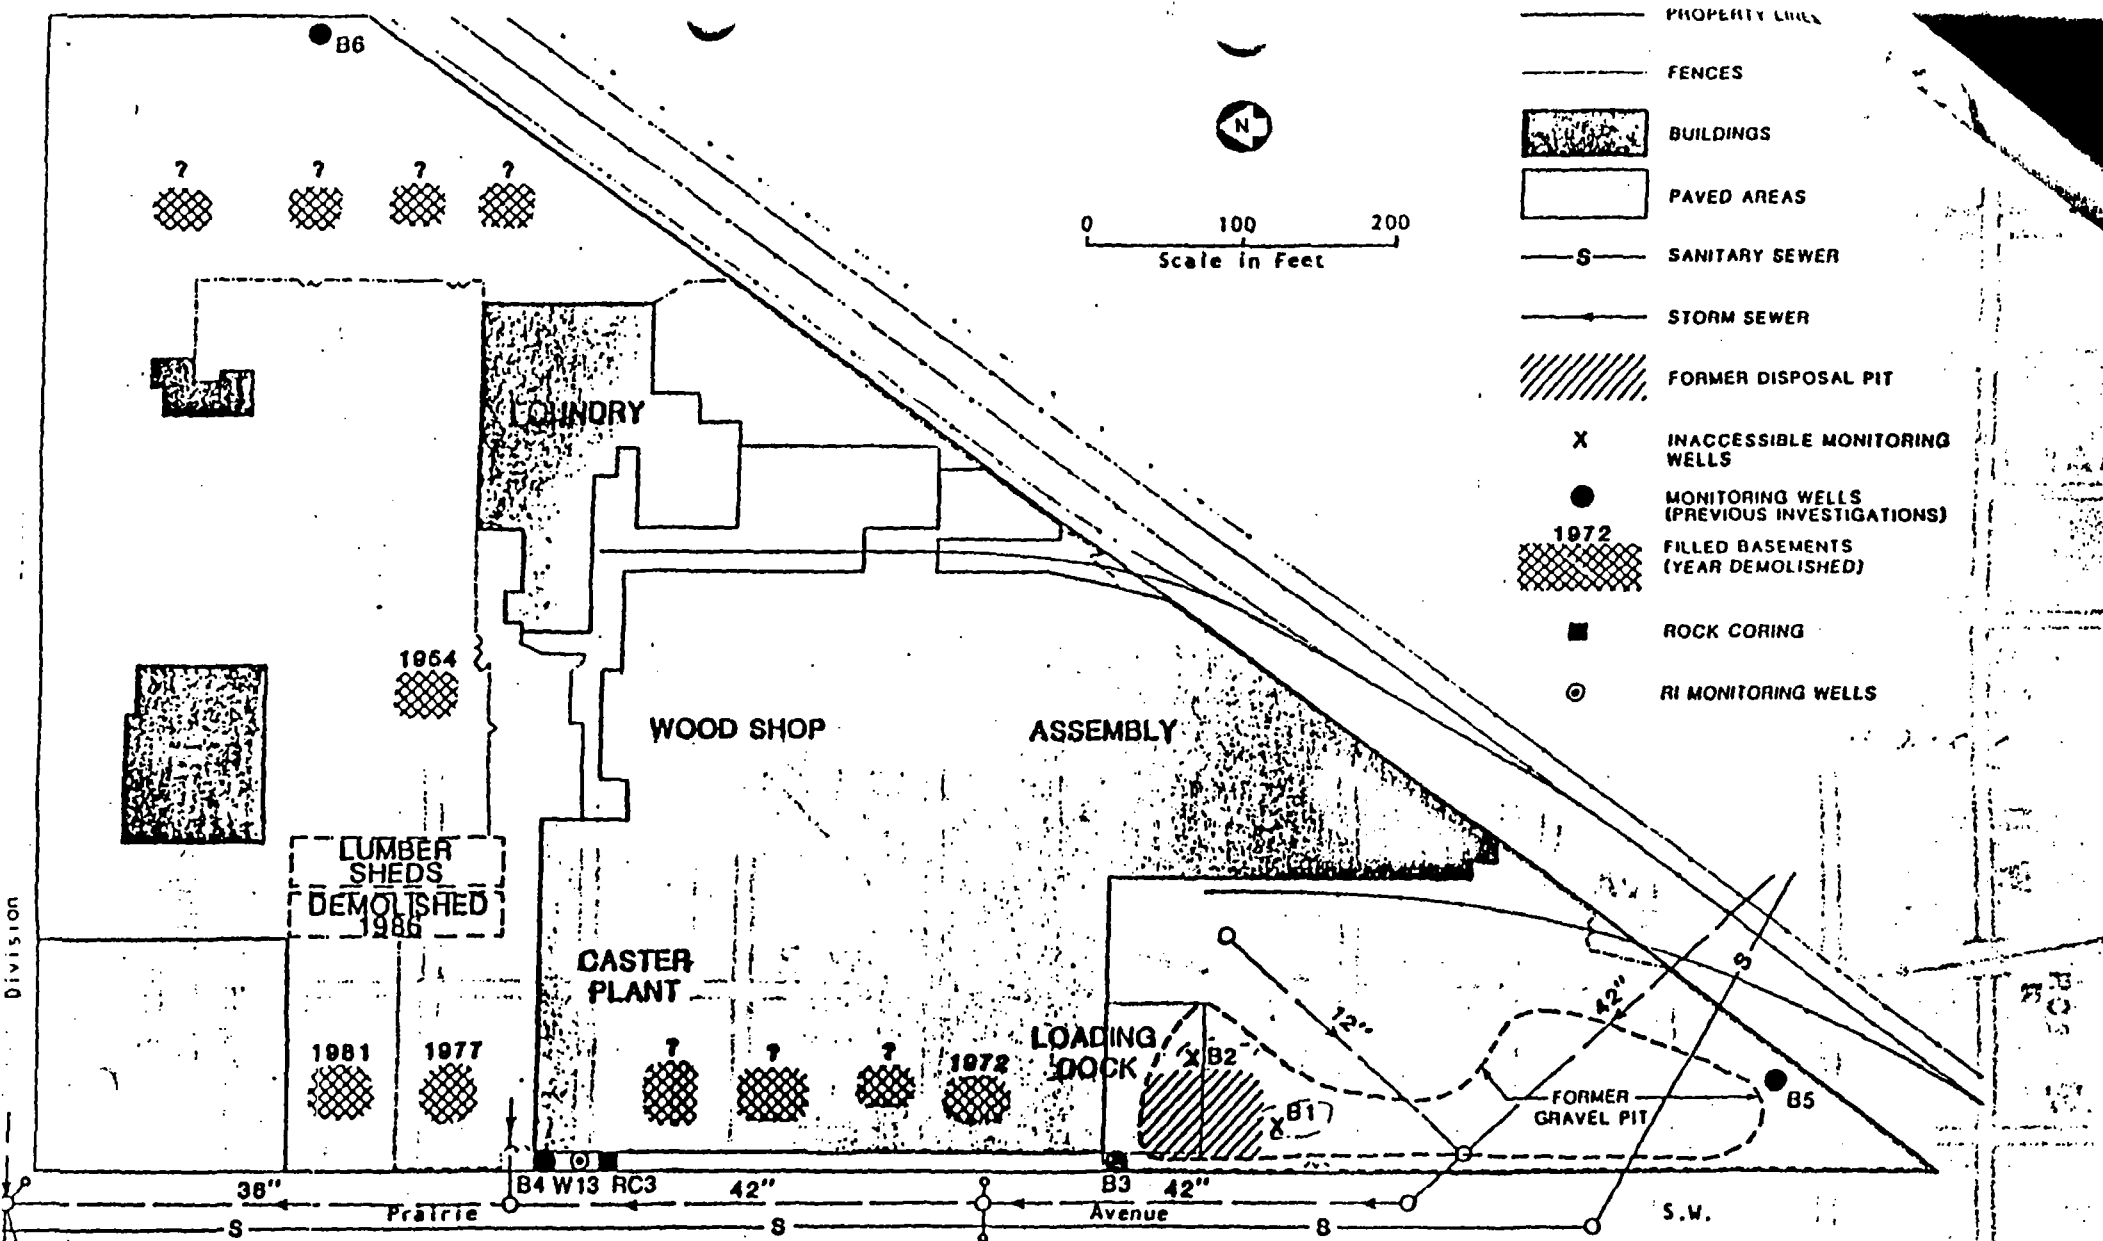 B6
PROPERTY LINES
FENCES
N
BUILDINGS
? ? ? ?
PAVED AREAS
0 100 200
Scale in Feet
S SANITARY SEWER
STORM SEWER
FORMER DISPOSAL PIT
X INACCESSIBLE MONITORING
WELLS
MONITORING WELLS
(PREVIOUS INVESTIGATIONS)
1972
FILLED BASEMENTS
(YEAR DEMOLISHED)
ROCK CORING
RI MONITORING WELLS
1954
WOOD SHOP
ASSEMBLY
LUMBER
SHEDS
DEMOLISHED
1986
Division
CASTER
PLANT
S
42"
12"
LOADING
DOCK
X B2
1981
1977
? ? ? 1972
X B1
FORMER
GRAVEL PIT
B5
B4 W13 RC3
B3
36"
42"
42"
Prairie
Avenue
S.W.
S
S
S